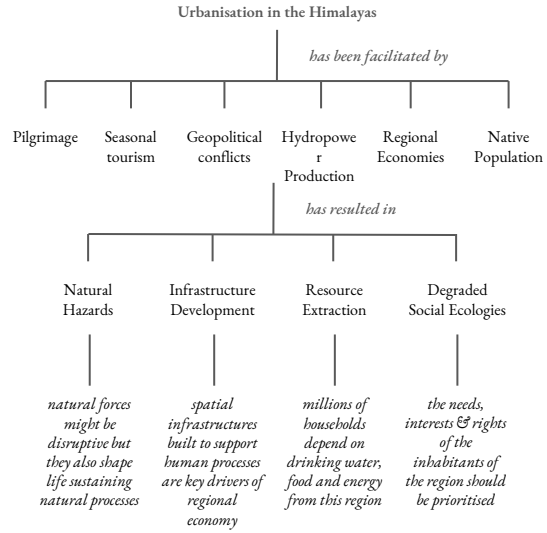 Urbanisation in the Himalayas
has been facilitated by
Pilgrimage
Seasonal
tourism
Geopolitical
conflicts
Hydropowe
r
Production
Regional
Economies
Native
Population
has resulted in
Natural
Hazards
Infrastructure
Development
Resource
Extraction
Degraded
Social Ecologies
natural forces
might be
disruptive but
they also shape
life sustaining
natural processes
spatial
infrastructures
built to support
human processes
are key drivers of
regional
economy
millions of
households
depend on
drinking water,
food and energy
from this region
the needs,
interests & rights
of the
inhabitants of
the region should
be prioritised